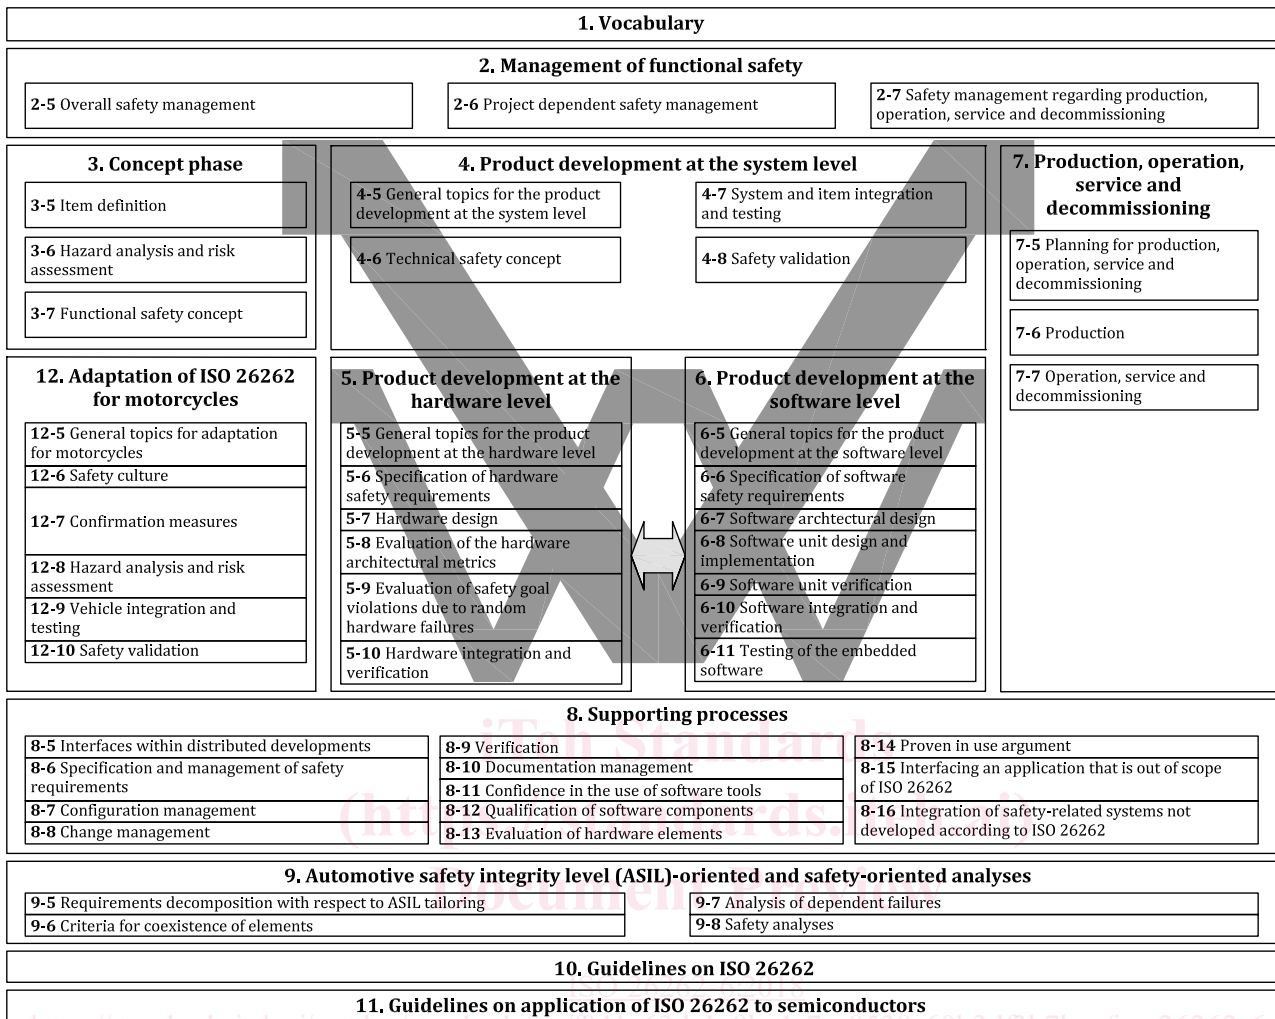 1. Vocabulary
2. Management of functional safety
2-5 Overall safety management
2-6 Project dependent safety management
2-7 Safety management regarding production,
operation, service and decommissioning
3. Concept phase
3-5 Item definition
3-6 Hazard analysis and risk
assessment
3-7 Functional safety concept
4. Product development at the system level
4-5 General topics for the product
development at the system level
4-6 Technical safety concept
4-7 System and item integration
and testing
4-8 Safety validation
7. Production, operation,
service and
decommissioning
7-5 Planning for production,
operation, service and
decommissioning
7-6 Production
7-7 Operation, service and
decommissioning
12. Adaptation of ISO 26262
for motorcycles
12-5 General topics for adaptation
for motorcycles
12-6 Safety culture
12-7 Confirmation measures
12-8 Hazard analysis and risk
assessment
12-9 Vehicle integration and
testing
12-10 Safety validation
5. Product development at the
hardware level
5-5 General topics for the product
development at the hardware level
5-6 Specification of hardware
safety requirements
5-7 Hardware design
5-8 Evaluation of the hardware
architectural metrics
5-9 Evaluation of safety goal
violations due to random
hardware failures
5-10 Hardware integration and
verification
6. Product development at the
software level
6-5 General topics for the product
development at the software level
6-6 Specification of software
safety requirements
6-7 Software archtectural design
6-8 Software unit design and
implementation
6-9 Software unit verification
6-10 Software integration and
verification
6-11 Testing of the embedded
software
8. Supporting processes
8-5 Interfaces within distributed developments
8-6 Specification and management of safety
requirements
8-7 Configuration management
8-8 Change management
8-9 Verification
8-10 Documentation management
8-11 Confidence in the use of software tools
8-12 Qualification of software components
8-13 Evaluation of hardware elements
8-14 Proven in use argument
8-15 Interfacing an application that is out of scope
of ISO 26262
8-16 Integration of safety-related systems not
developed according to ISO 26262
iTeh Standards
(https://standards.iteh.ai)
Document Preview
9. Automotive safety integrity level (ASIL)-oriented and safety-oriented analyses
9-5 Requirements decomposition with respect to ASIL tailoring
9-6 Criteria for coexistence of elements
9-7 Analysis of dependent failures
9-8 Safety analyses
10. Guidelines on ISO 26262
ISO 26262-6:2018
11. Guidelines on application of ISO 26262 to semiconductors